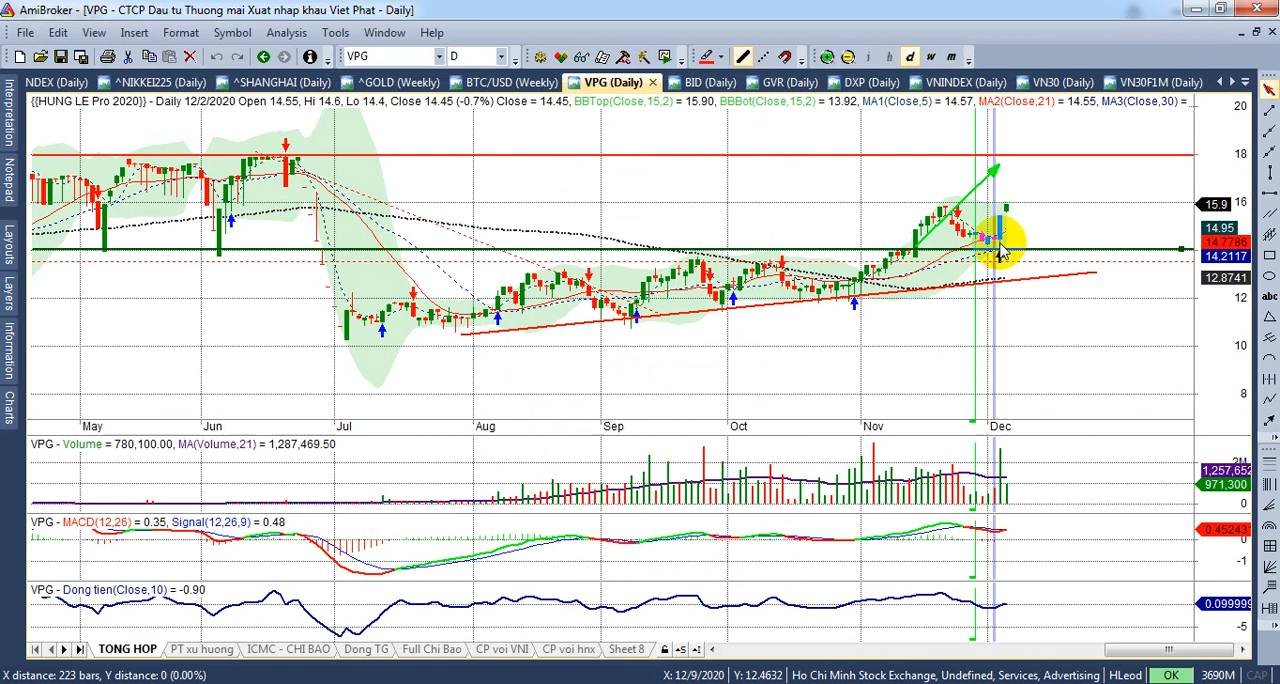 AmiBroker - [VPG - CTCP Dau tu Thuong mai Xuat nhap khau Viet Phat - Daily]
File Edit View Insert Format Symbol Analysis Tools Window Help
VPG D i h d w m
NDEX (Daily) ^NIKKEI225 (Daily) ^SHANGHAI (Daily) ^GOLD (Weekly) BTC/USD (Weekly) VPG (Daily) BID (Daily) GVR (Daily) DXP (Daily) VNINDEX (Daily) VN30 (Daily) VN30F1M (Daily)
{{HUNG LE Pro 2020}} - Daily 12/2/2020 Open 14.55, Hi 14.6, Lo 14.4, Close 14.45 (-0.7%) Close = 14.45, BBTop(Close,15,2) = 15.90, BBBot(Close,15,2) = 13.92, MA1(Close,5) = 14.57, MA2(Close,21) = 14.55, MA3(Close,30) =
20
18
16
15.9
14.95
14.7786
14.2117
12.8741
12
10
8
Interpretation
Notepad
Layouts
Layers
Information
Charts
abc
May Jun Jul Aug Sep Oct Nov Dec
VPG - Volume = 780,100.00, MA(Volume,21) = 1,287,469.50
2M
1,257,652
971,300
0
VPG - MACD(12,26) = 0.35, Signal(12,26,9) = 0.48
0.45243
0
-1
VPG - Dong tien(Close,10) = -0.90
0.099999
-5
TONG HOP PT xu huong ICMC - CHI BAO Dong TG Full Chi Bao CP voi VNI CP voi hnx Sheet 8
X distance: 223 bars, Y distance: 0 (0.00%) X: 12/9/2020 Y: 12.4632 Ho Chi Minh Stock Exchange, Undefined, Services, Advertising HLeod OK 3690M CAP